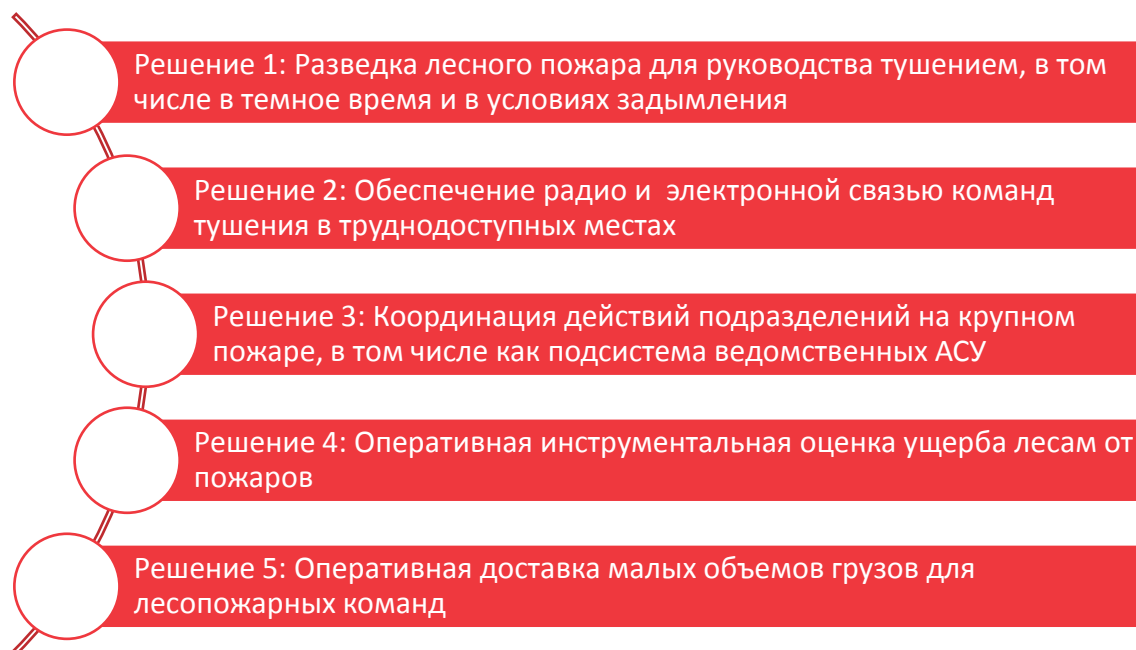 Решение 1: Разведка лесного пожара для руководства тушением, в том
числе в темное время и в условиях задымления
Решение 2: Обеспечение радио и  электронной связью команд
тушения в труднодоступных местах
Решение 3: Координация действий подразделений на крупном
пожаре, в том числе как подсистема ведомственных АСУ
Решение 4: Оперативная инструментальная оценка ущерба лесам от
пожаров
Решение 5: Оперативная доставка малых объемов грузов для
лесопожарных команд